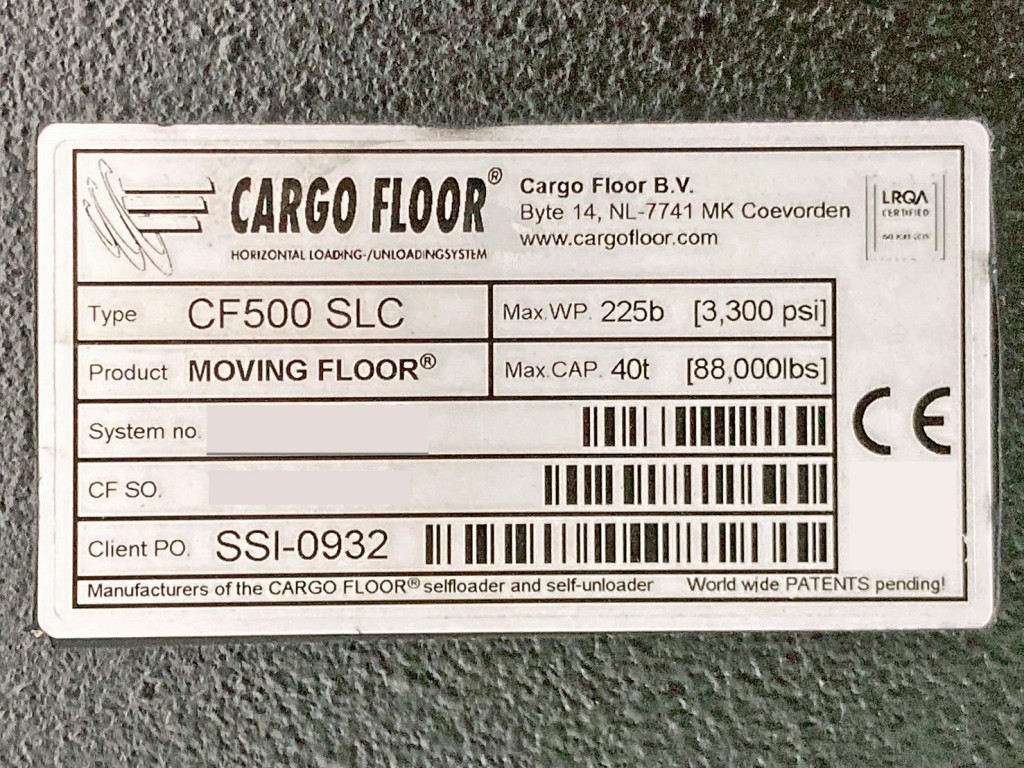 CARGO FLOOR®
HORIZONTAL LOADING-/UNLOADINGSYSTEM
Cargo Floor B.V.
Byte 14, NL-7741 MK Coevorden
www.cargofloor.com
LRQA
CERTIFIED
Type CF500 SLC
Max.WP. 225b [3,300 psi]
Product MOVING FLOOR®
Max.CAP. 40t [88,000lbs]
System no.
CF SO.
Client PO. SSI-0932
CE
Manufacturers of the CARGO FLOOR® selfloader and self-unloader World wide PATENTS pending!